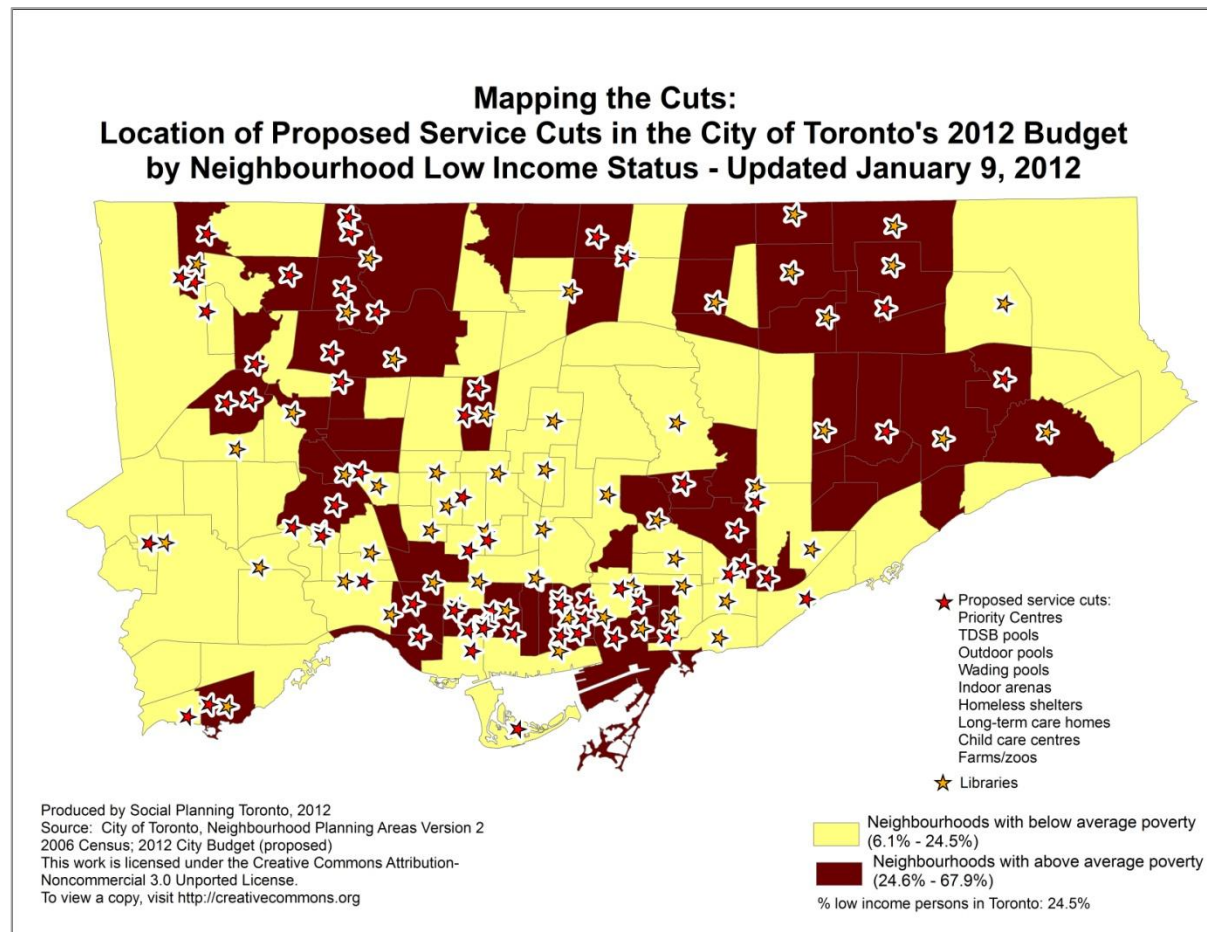 Mapping the Cuts:
Location of Proposed Service Cuts in the City of Toronto's 2012 Budget
by Neighbourhood Low Income Status - Updated January 9, 2012
Proposed service cuts:
Priority Centres
TDSB pools
Outdoor pools
Wading pools
Indoor arenas
Homeless shelters
Long-term care homes
Child care centres
Farms/zoos
Libraries
Produced by Social Planning Toronto, 2012
Source: City of Toronto, Neighbourhood Planning Areas Version 2
2006 Census; 2012 City Budget (proposed)
This work is licensed under the Creative Commons Attribution-
Noncommercial 3.0 Unported License.
To view a copy, visit http://creativecommons.org
Neighbourhoods with below average poverty
(6.1% - 24.5%)
Neighbourhoods with above average poverty
(24.6% - 67.9%)
% low income persons in Toronto: 24.5%